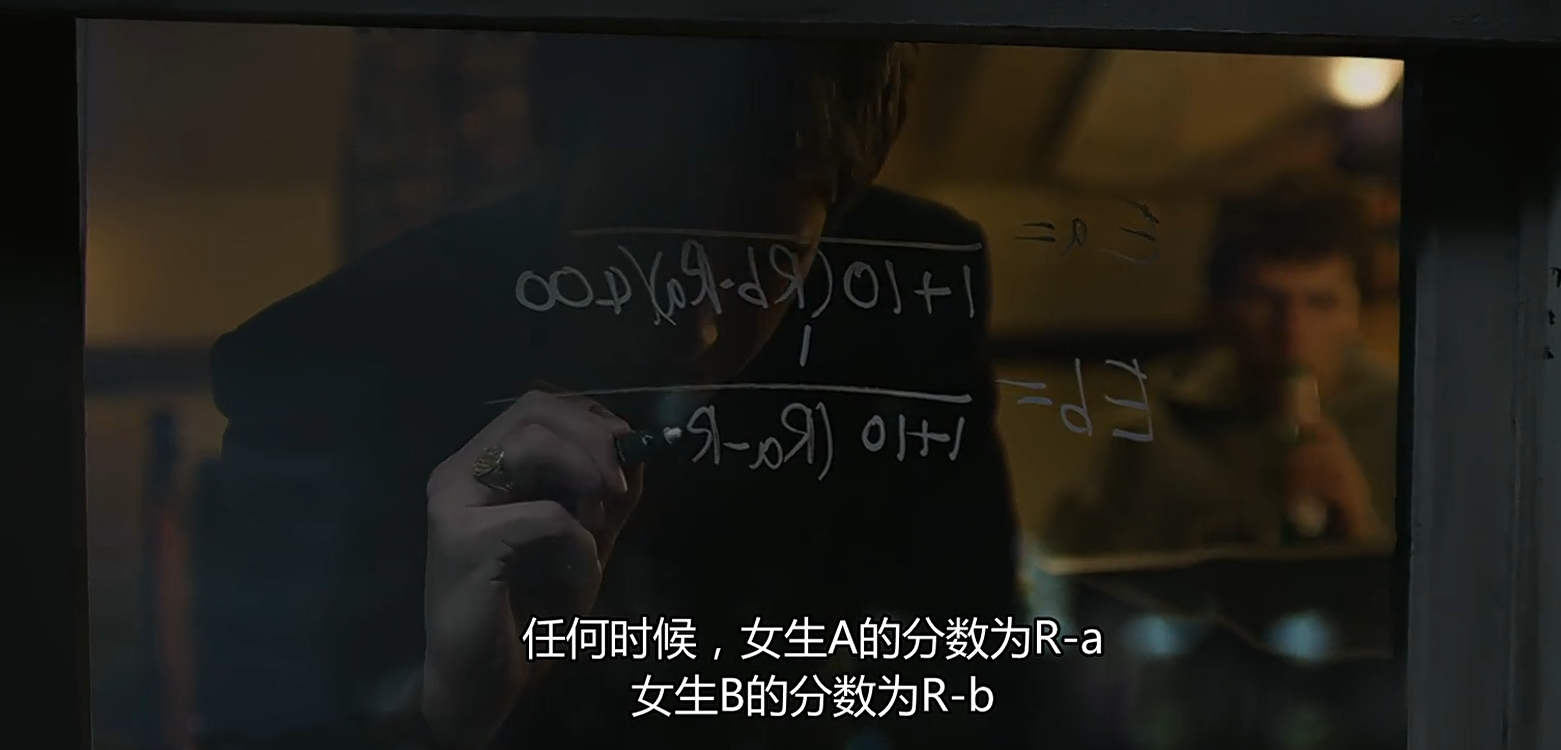 Ea =
1+10(Rb-Ra)/400
1
Eb =
1+10 (Ra-R
任何时候，女生A的分数为R-a
女生B的分数为R-b